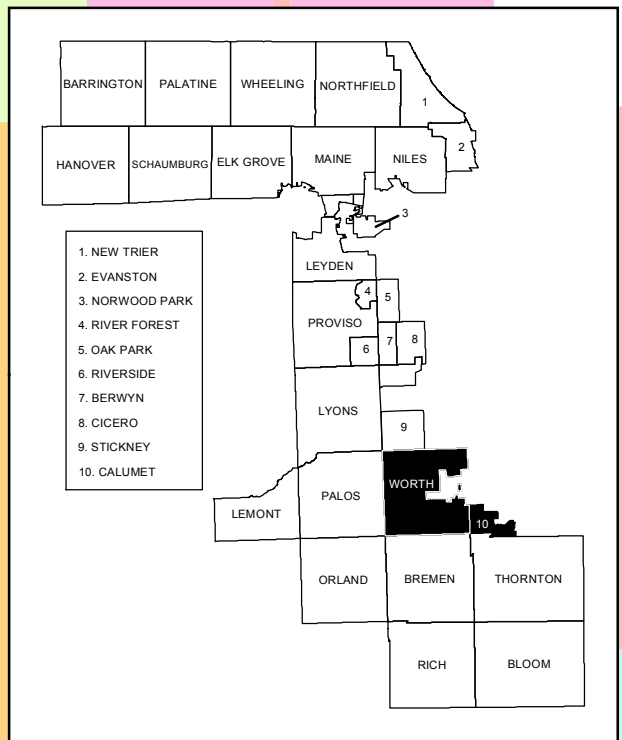 BARRINGTON PALATINE WHEELING NORTHFIELD
1
2
HANOVER SCHAUMBURG ELK GROVE MAINE NILES
3
1. NEW TRIER
2. EVANSTON
3. NORWOOD PARK
4. RIVER FOREST
5. OAK PARK
6. RIVERSIDE
7. BERWYN
8. CICERO
9. STICKNEY
10. CALUMET
LEYDEN
4
5
PROVISO
6
7
8
LYONS
9
WORTH
PALOS
LEMONT
10
ORLAND BREMEN THORNTON
RICH BLOOM